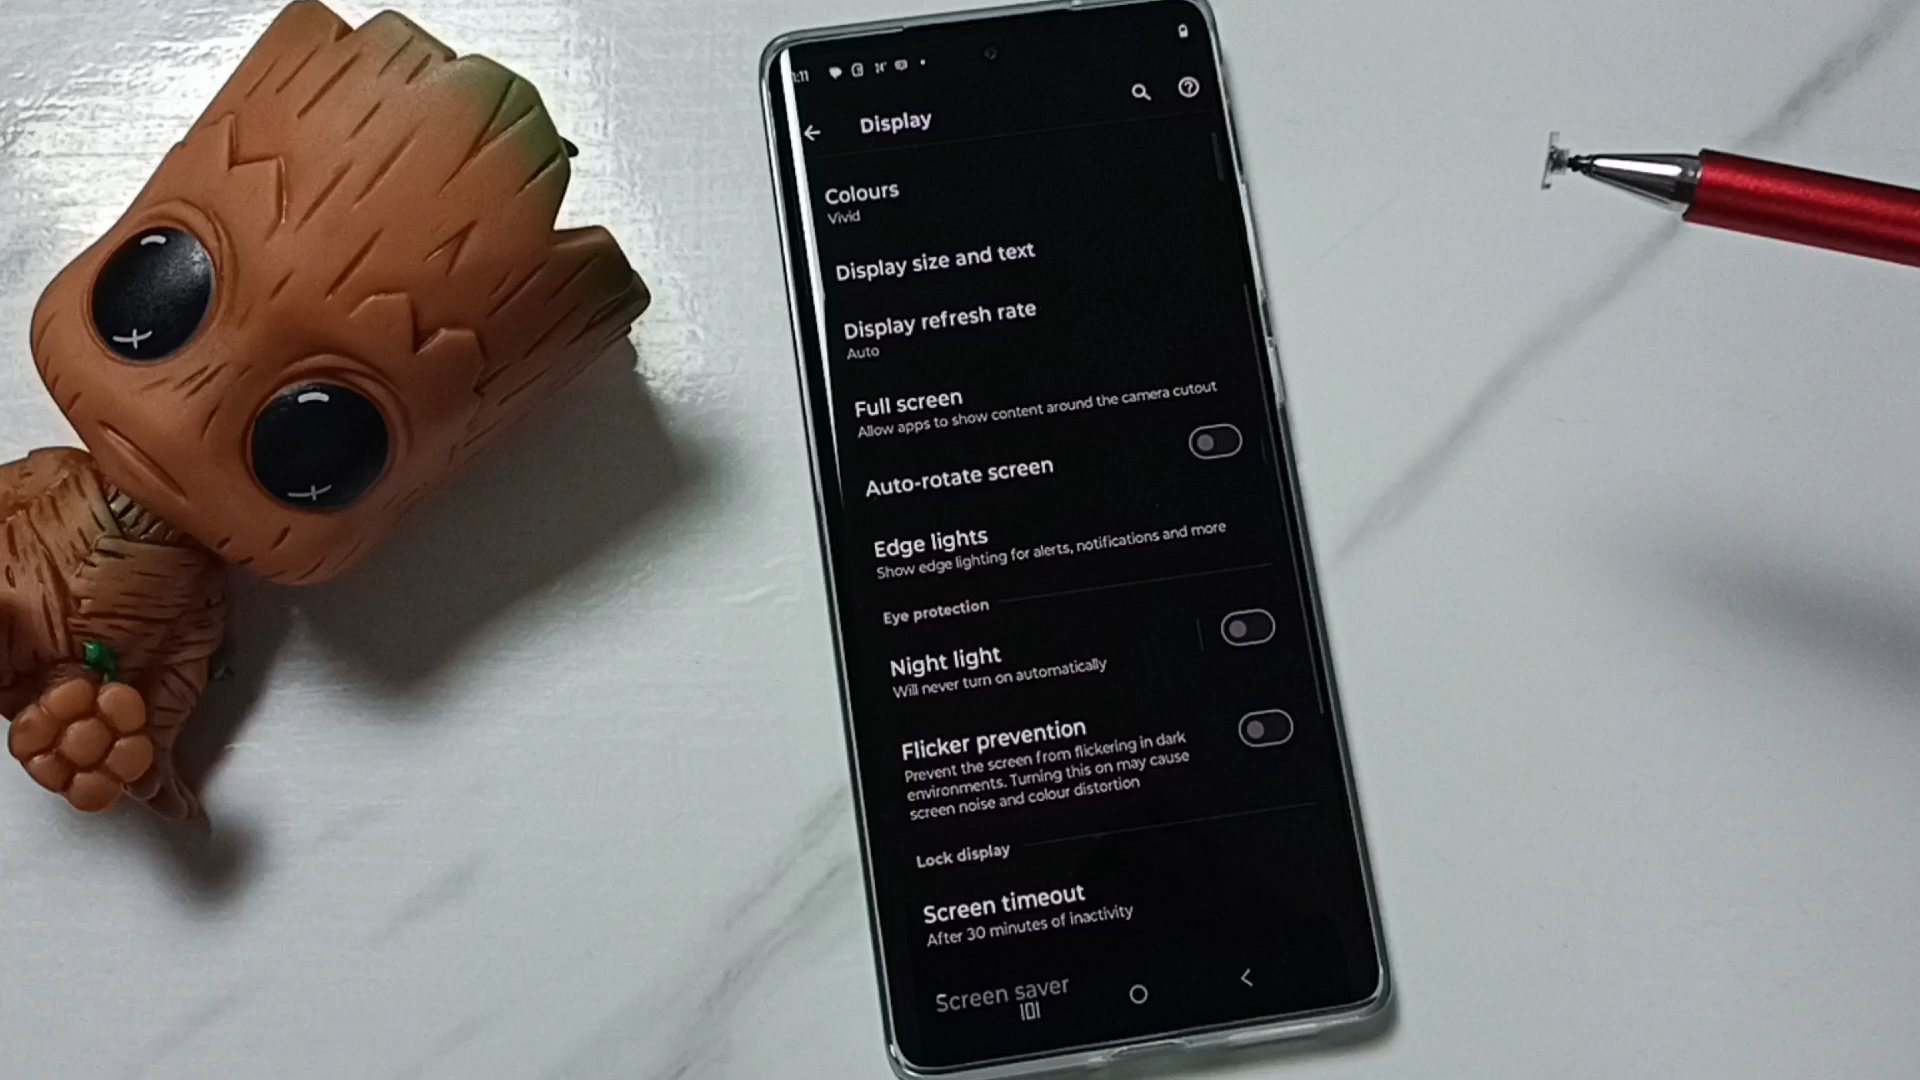 Display
Colours
Vivid
Display size and text
Display refresh rate
Auto
Full screen
Allow apps to show content around the camera cutout
Auto-rotate screen
Edge lights
Show edge lighting for alerts, notifications and more
Eye protection
Night light
Will never turn on automatically
Flicker prevention
Prevent the screen from flickering in dark
environments. Turning this on may cause
screen noise and colour distortion
Lock display
Screen timeout
After 30 minutes of inactivity
Screen saver